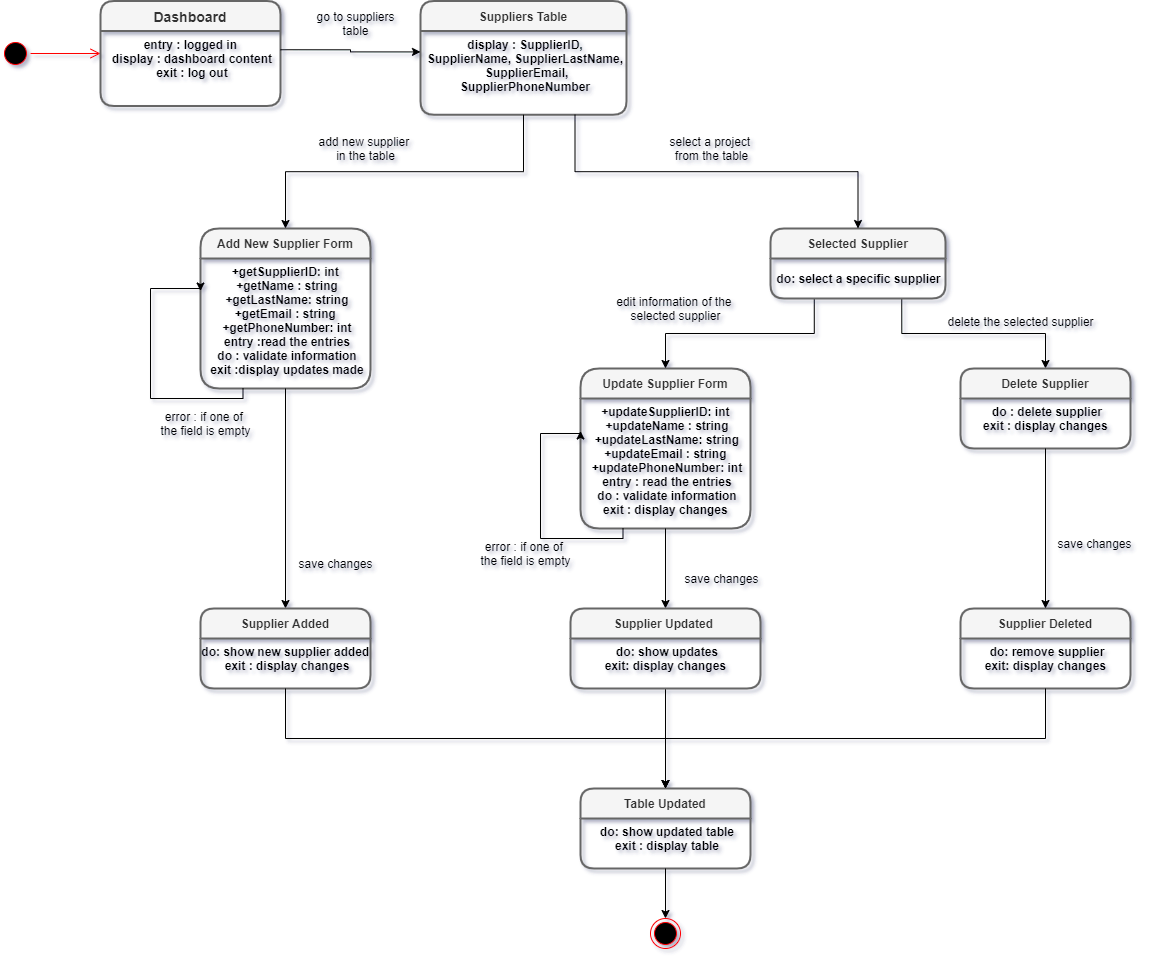 Dashboard
entry : logged in
display : dashboard content
exit : log out
go to suppliers
table
Suppliers Table
display : SupplierID,
SupplierName, SupplierLastName,
SupplierEmail,
SupplierPhoneNumber
add new supplier
in the table
select a project
from the table
Add New Supplier Form
+getSupplierID: int
+getName : string
+getLastName: string
+getEmail : string
+getPhoneNumber: int
entry :read the entries
do : validate information
exit :display updates made
error : if one of
the field is empty
Selected Supplier
do: select a specific supplier
edit information of the
selected supplier
delete the selected supplier
Update Supplier Form
+updateSupplierID: int
+updateName : string
+updateLastName: string
+updateEmail : string
+updatePhoneNumber: int
entry : read the entries
do : validate information
exit : display changes
error : if one of
the field is empty
Delete Supplier
do : delete supplier
exit : display changes
save changes
save changes
save changes
Supplier Added
do: show new supplier added
exit : display changes
Supplier Updated
do: show updates
exit: display changes
Supplier Deleted
do: remove supplier
exit: display changes
Table Updated
do: show updated table
exit : display table